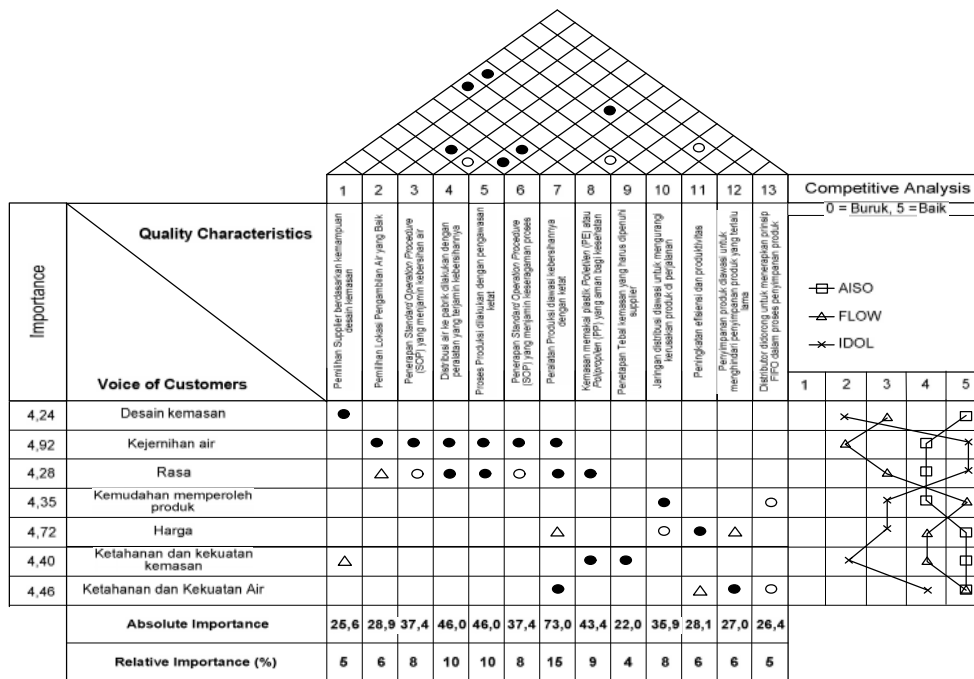 1 2 3 4 5 6 7 8 9 10 11 12 13
Competitive Analysis
0 = Buruk, 5 = Baik
Importance
Quality Characteristics
Voice of Customers
Pemilihan Supplier berdasarkan kemampuan
desain kemasan
Pemilihan Lokasi Pengambilan Air yang Baik
Penerapan Standard Operation Procedure
(SOP) yang menjamin kebersihan air
Distribusi air ke pabrik dilakukan dengan
peralatan yang terjamin kebersihannya
Proses Produksi dilakukan dengan pengawasan
ketat
Penerapan Standard Operation Procedure
(SOP) yang menjamin keseragaman proses
Peralatan Produksi diawasi kebersihannya
dengan ketat
Kemasan memakai plastik Polietilen (PE) atau
Polipropilen (PP) yang aman bagi kesehatan
Penetapan Tebal kemasan yang harus dipenuhi
supplier
Jaringan distribusi diawasi untuk mengurangi
kerusakan produk di perjalanan
Peningkatan efisiensi dan produktivitas
Penyimpanan produk diawasi untuk
menghindari penyimpanan produk yang terlalu
lama
Distributor didorong untuk menerapkan prinsip
FIFO dalam proses penyimpanan produk
AISO
FLOW
IDOL
1 2 3 4 5
4,24 Desain kemasan
4,92 Kejernihan air
4,28 Rasa
4,35 Kemudahan memperoleh
produk
4,72 Harga
4,40 Ketahanan dan kekuatan
kemasan
4,46 Ketahanan dan Kekuatan Air
Absolute Importance 25,6 28,9 37,4 46,0 46,0 37,4 73,0 43,4 22,0 35,9 28,1 27,0 26,4
Relative Importance (%) 5 6 8 10 10 8 15 9 4 8 6 6 5